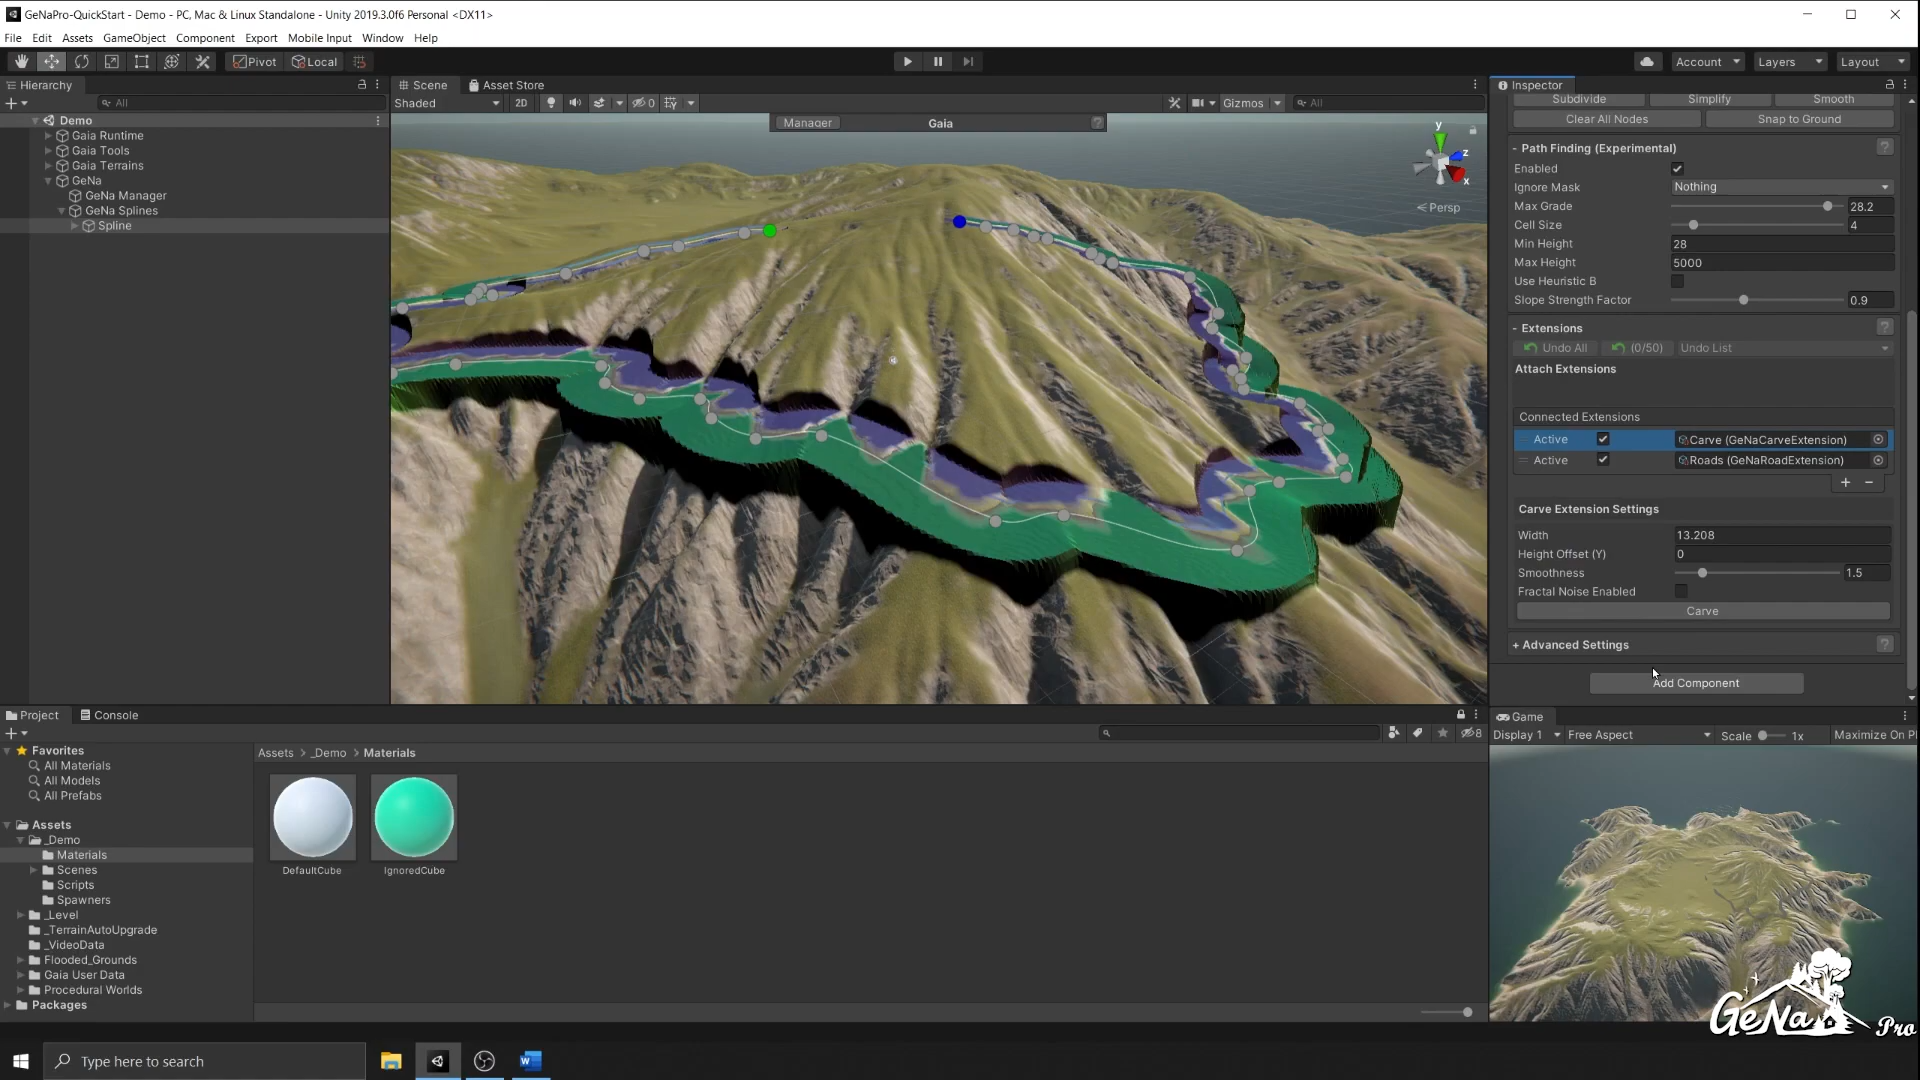 GeNaPro-QuickStart - Demo - PC, Mac & Linux Standalone - Unity 2019.3.0f6 Personal <DX11>
File Edit Assets GameObject Component Export Mobile Input Window Help
Pivot Local Account Layers Layout
Hierarchy
All
Demo
Gaia Runtime
Gaia Tools
Gaia Terrains
GeNa
GeNa Manager
GeNa Splines
Spline
Scene Asset Store
Shaded 2D 0 Gizmos All
Manager Gaia ?
y
z
x
< Persp
Inspector
Subdivide Simplify Smooth
Clear All Nodes Snap to Ground
- Path Finding (Experimental) ?
Enabled
Ignore Mask Nothing
Max Grade 28.2
Cell Size 4
Min Height 28
Max Height 5000
Use Heuristic B
Slope Strength Factor 0.9
- Extensions ?
Undo All (0/50) Undo List
Attach Extensions
Connected Extensions
Active Carve (GeNaCarveExtension)
Active Roads (GeNaRoadExtension)
+ -
Carve Extension Settings
Width 13.208
Height Offset (Y) 0
Smoothness 1.5
Fractal Noise Enabled
Carve
+ Advanced Settings ?
Add Component
Project Console
8
Favorites
All Materials
All Models
All Prefabs
Assets
_Demo
Materials
Scenes
Scripts
Spawners
_Level
_TerrainAutoUpgrade
_VideoData
Flooded_Grounds
Gaia User Data
Procedural Worlds
Packages
Assets > _Demo > Materials
DefaultCube IgnoredCube
Game
Display 1 Free Aspect Scale 1x Maximize On Pl
GeNa Pro
Type here to search